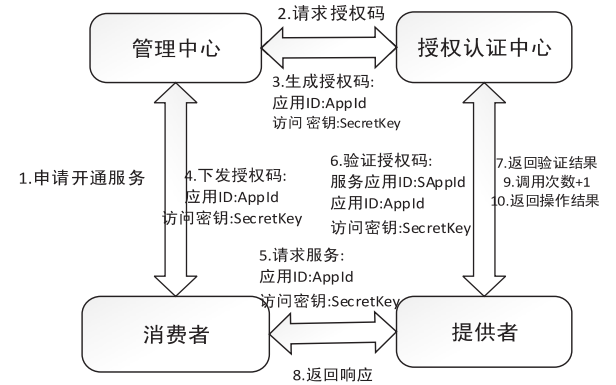 2.请求授权码
管理中心
授权认证中心
3.生成授权码:
应用ID:AppId
访问 密钥:SecretKey
1.申请开通服务
4.下发授权码:
应用ID:AppId
访问密钥:SecretKey
6.验证授权码:
服务应用ID:SAppId
应用ID:AppId
访问密钥:SecretKey
7.返回验证结果
9.调用次数+1
10.返回操作结果
5.请求服务:
应用ID:AppId
访问密钥:SecretKey
消费者
提供者
8.返回响应